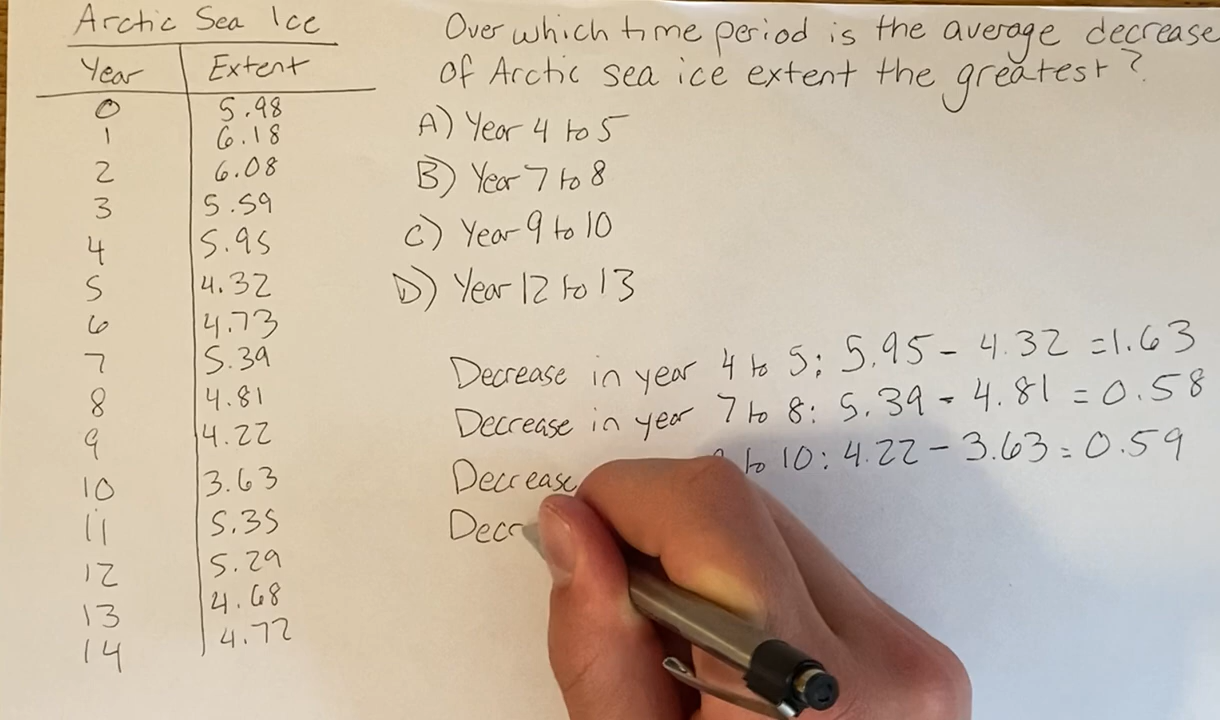 Arctic Sea Ice
Year Extent
0 5.98
1 6.18
2 6.08
3 5.59
4 5.95
5 4.32
6 4.73
7 5.39
8 4.81
9 4.22
10 3.63
11 5.35
12 5.29
13 4.68
14 4.72
Over which time period is the average decrease
of Arctic sea ice extent the greatest?
A) Year 4 to 5
B) Year 7 to 8
C) Year 9 to 10
D) Year 12 to 13
Decrease in year 4 to 5: 5.95 - 4.32 = 1.63
Decrease in year 7 to 8: 5.39 - 4.81 = 0.58
Decrease to 10: 4.22 - 3.63 = 0.59
Decr